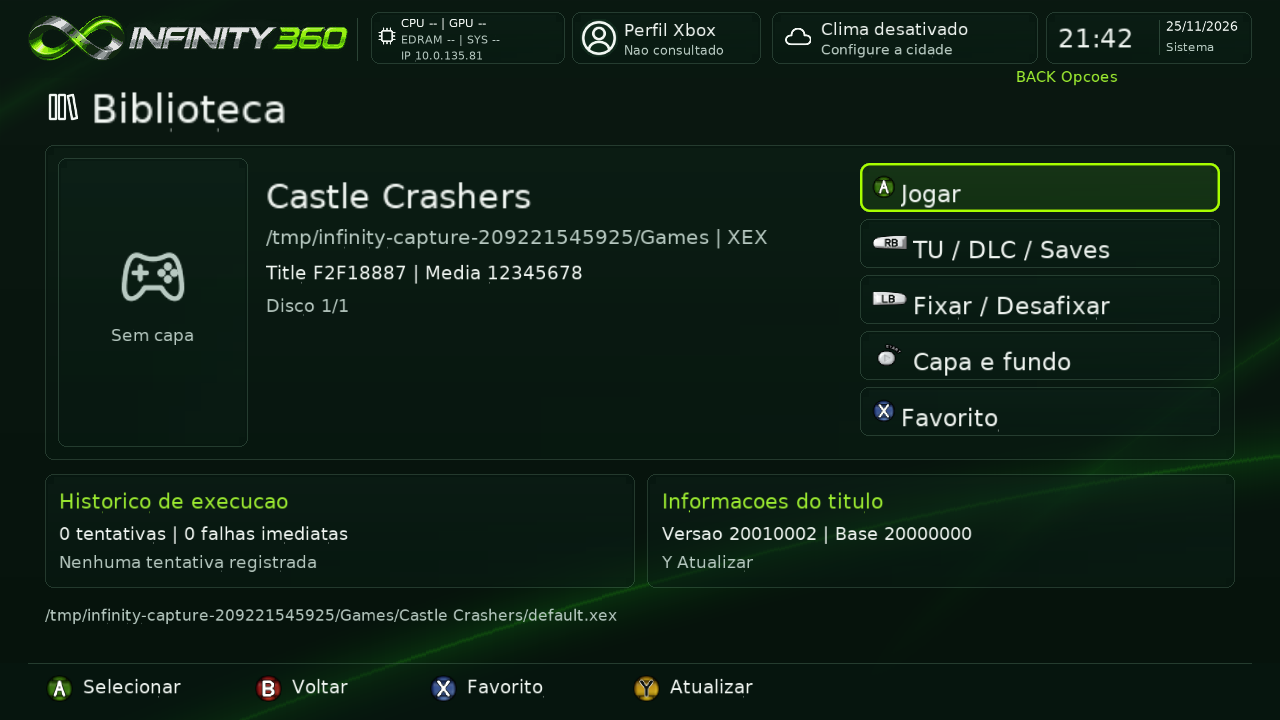 INFINITY 360
CPU -- | GPU --
EDRAM -- | SYS --
IP 10.0.135.81
Perfil Xbox
Nao consultado
Clima desativado
Configure a cidade
21:42
25/11/2026
Sistema
BACK Opcoes
Biblioteca
Sem capa
Castle Crashers
/tmp/infinity-capture-209221545925/Games | XEX
Title F2F18887 | Media 12345678
Disco 1/1
A Jogar
RB TU / DLC / Saves
LB Fixar / Desafixar
Capa e fundo
X Favorito
Historico de execucao
0 tentativas | 0 falhas imediatas
Nenhuma tentativa registrada
Informacoes do titulo
Versao 20010002 | Base 20000000
Y Atualizar
/tmp/infinity-capture-209221545925/Games/Castle Crashers/default.xex
A Selecionar
B Voltar
X Favorito
Y Atualizar